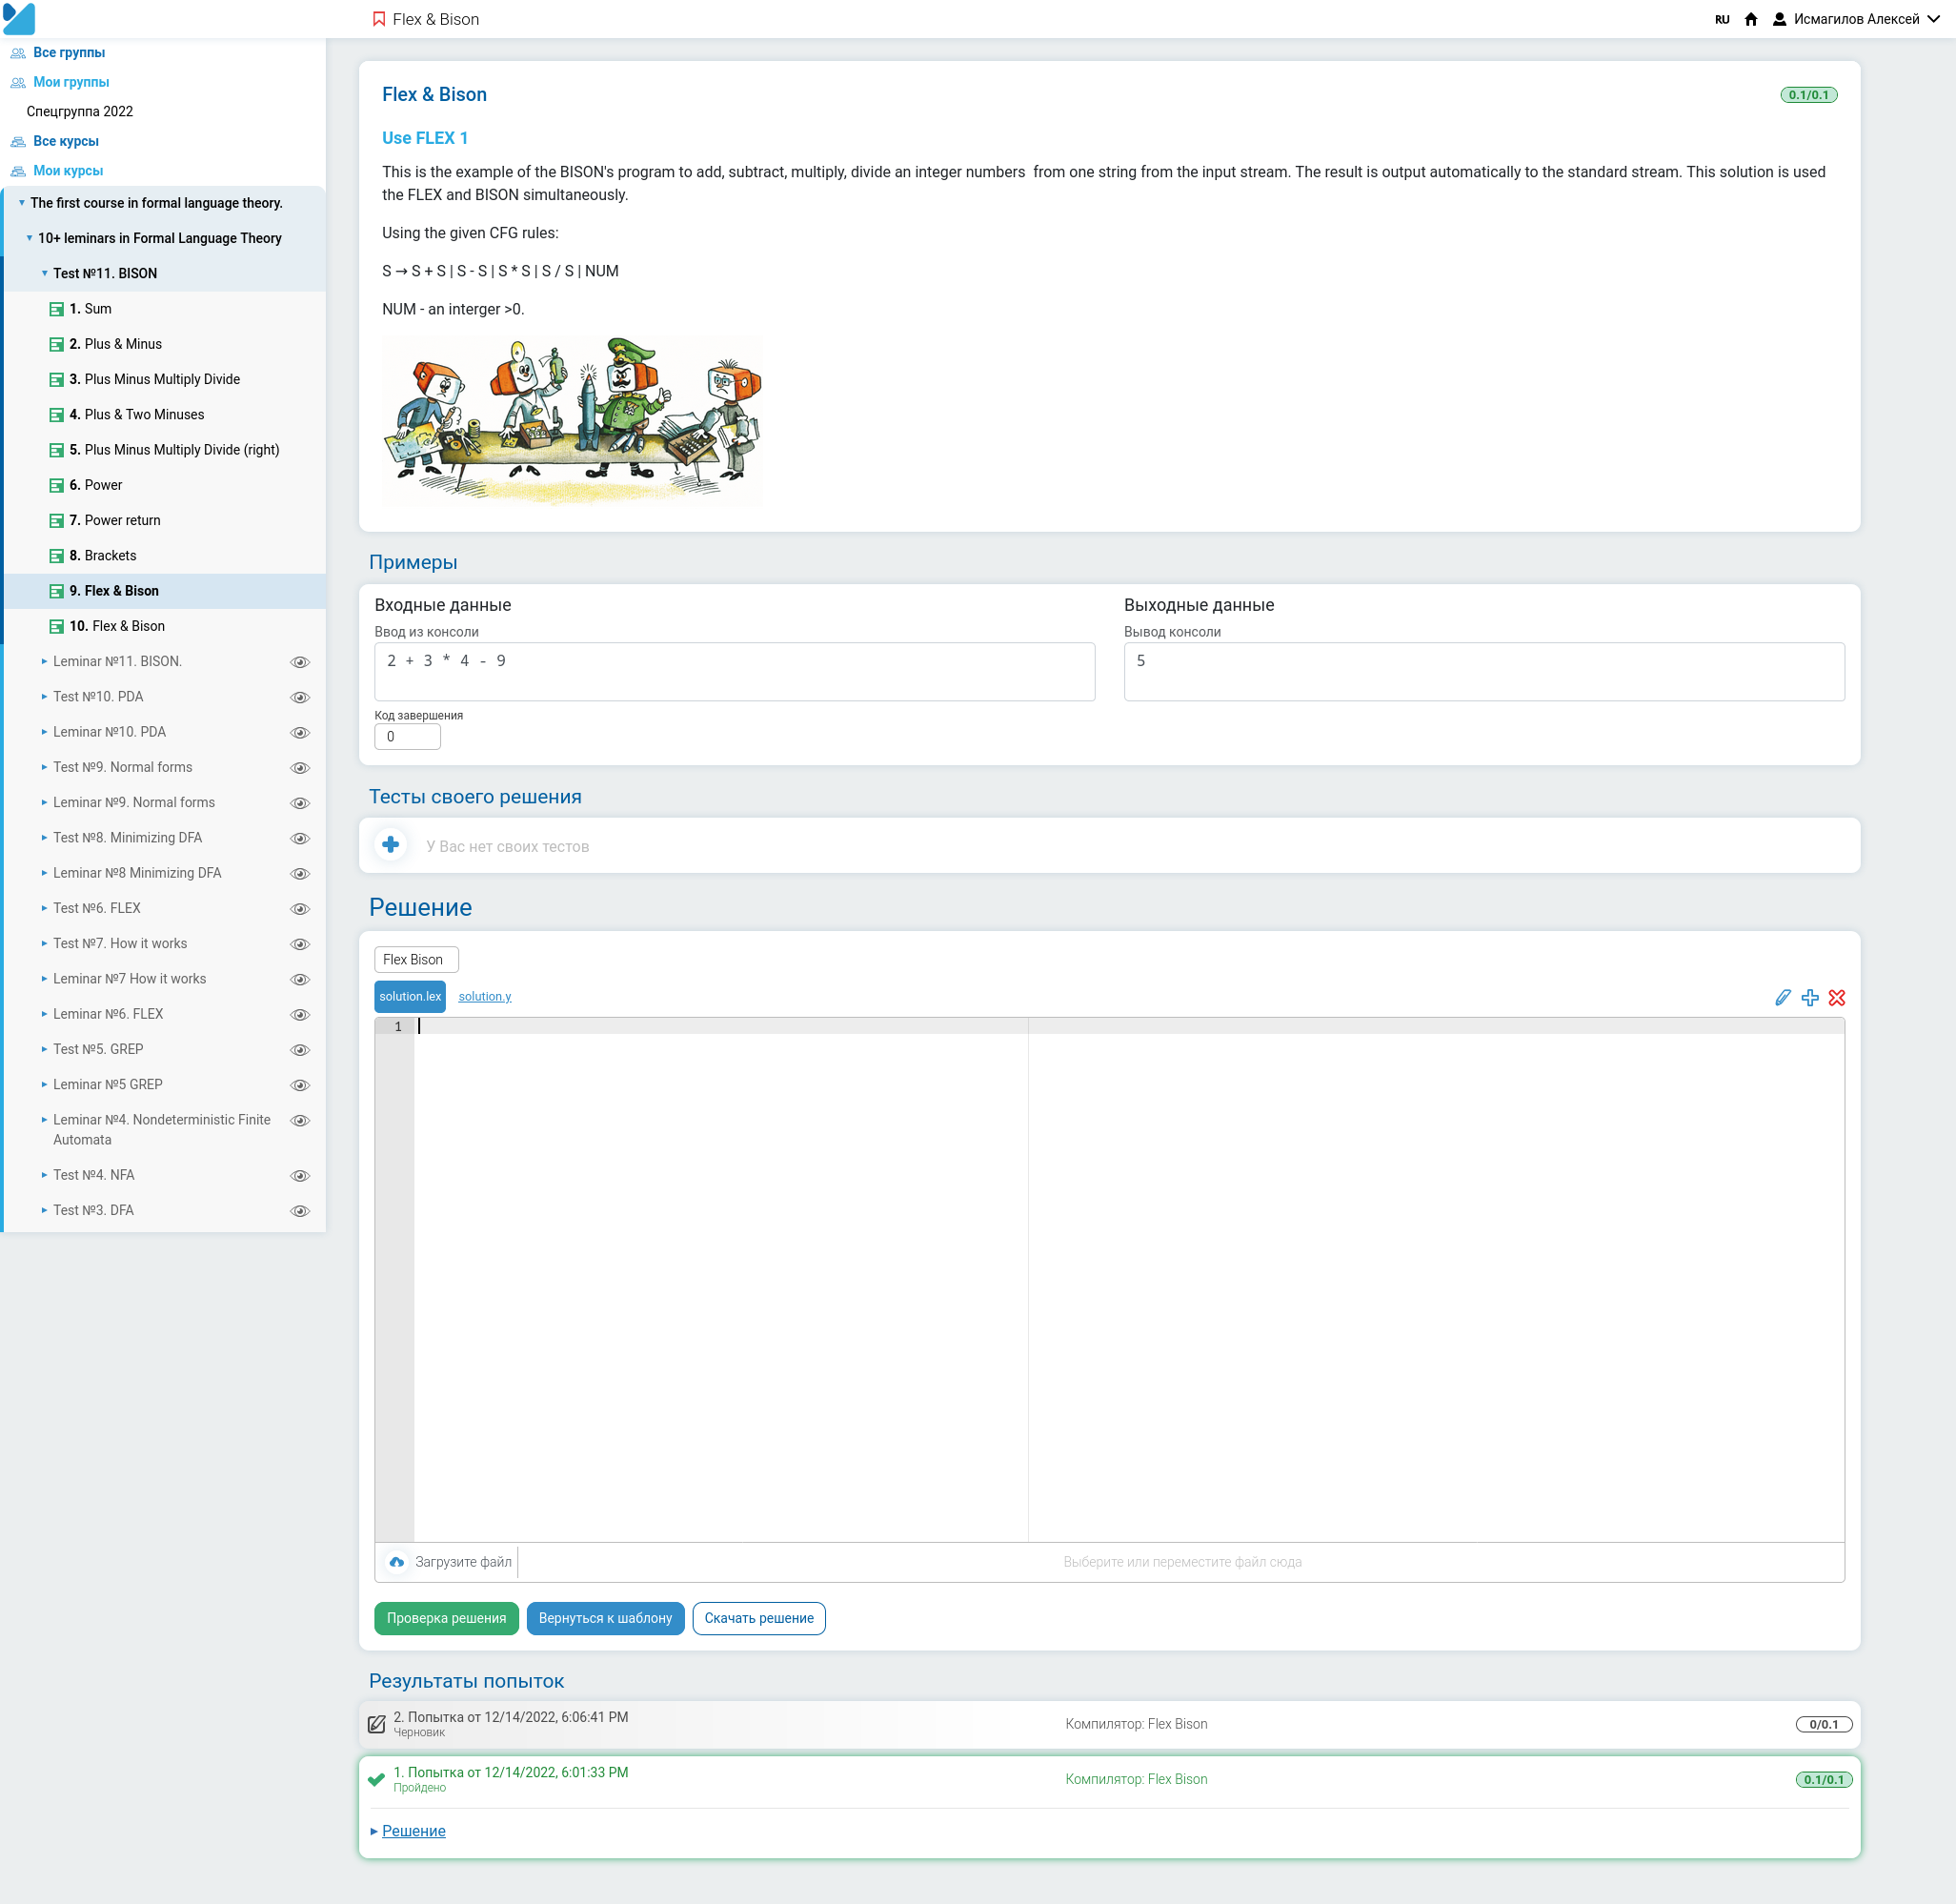 Flex & Bison
RU
Исмагилов Алексей
Все группы
Мои группы
Спецгруппа 2022
Все курсы
Мои курсы
The first course in formal language theory.
10+ leminars in Formal Language Theory
Test №11. BISON
1. Sum
2. Plus & Minus
3. Plus Minus Multiply Divide
4. Plus & Two Minuses
5. Plus Minus Multiply Divide (right)
6. Power
7. Power return
8. Brackets
9. Flex & Bison
10. Flex & Bison
Leminar №11. BISON.
Test №10. PDA
Leminar №10. PDA
Test №9. Normal forms
Leminar №9. Normal forms
Test №8. Minimizing DFA
Leminar №8 Minimizing DFA
Test №6. FLEX
Test №7. How it works
Leminar №7 How it works
Leminar №6. FLEX
Test №5. GREP
Leminar №5 GREP
Leminar №4. Nondeterministic Finite
Automata
Test №4. NFA
Test №3. DFA
Flex & Bison
0.1/0.1
Use FLEX 1
This is the example of the BISON's program to add, subtract, multiply, divide an integer numbers  from one string from the input stream. The result is output automatically to the standard stream. This solution is used
the FLEX and BISON simultaneously.
Using the given CFG rules:
S → S + S | S - S | S * S | S / S | NUM
NUM - an interger >0.
Примеры
Входные данные
Ввод из консоли
2 + 3 * 4 - 9
Код завершения
0
Выходные данные
Вывод консоли
5
Тесты своего решения
У Вас нет своих тестов
Решение
Flex Bison
solution.lex
solution.y
1
Загрузите файл
Выберите или переместите файл сюда
Проверка решения
Вернуться к шаблону
Скачать решение
Результаты попыток
2. Попытка от 12/14/2022, 6:06:41 PM
Черновик
Компилятор: Flex Bison
0/0.1
1. Попытка от 12/14/2022, 6:01:33 PM
Пройдено
Компилятор: Flex Bison
0.1/0.1
Решение